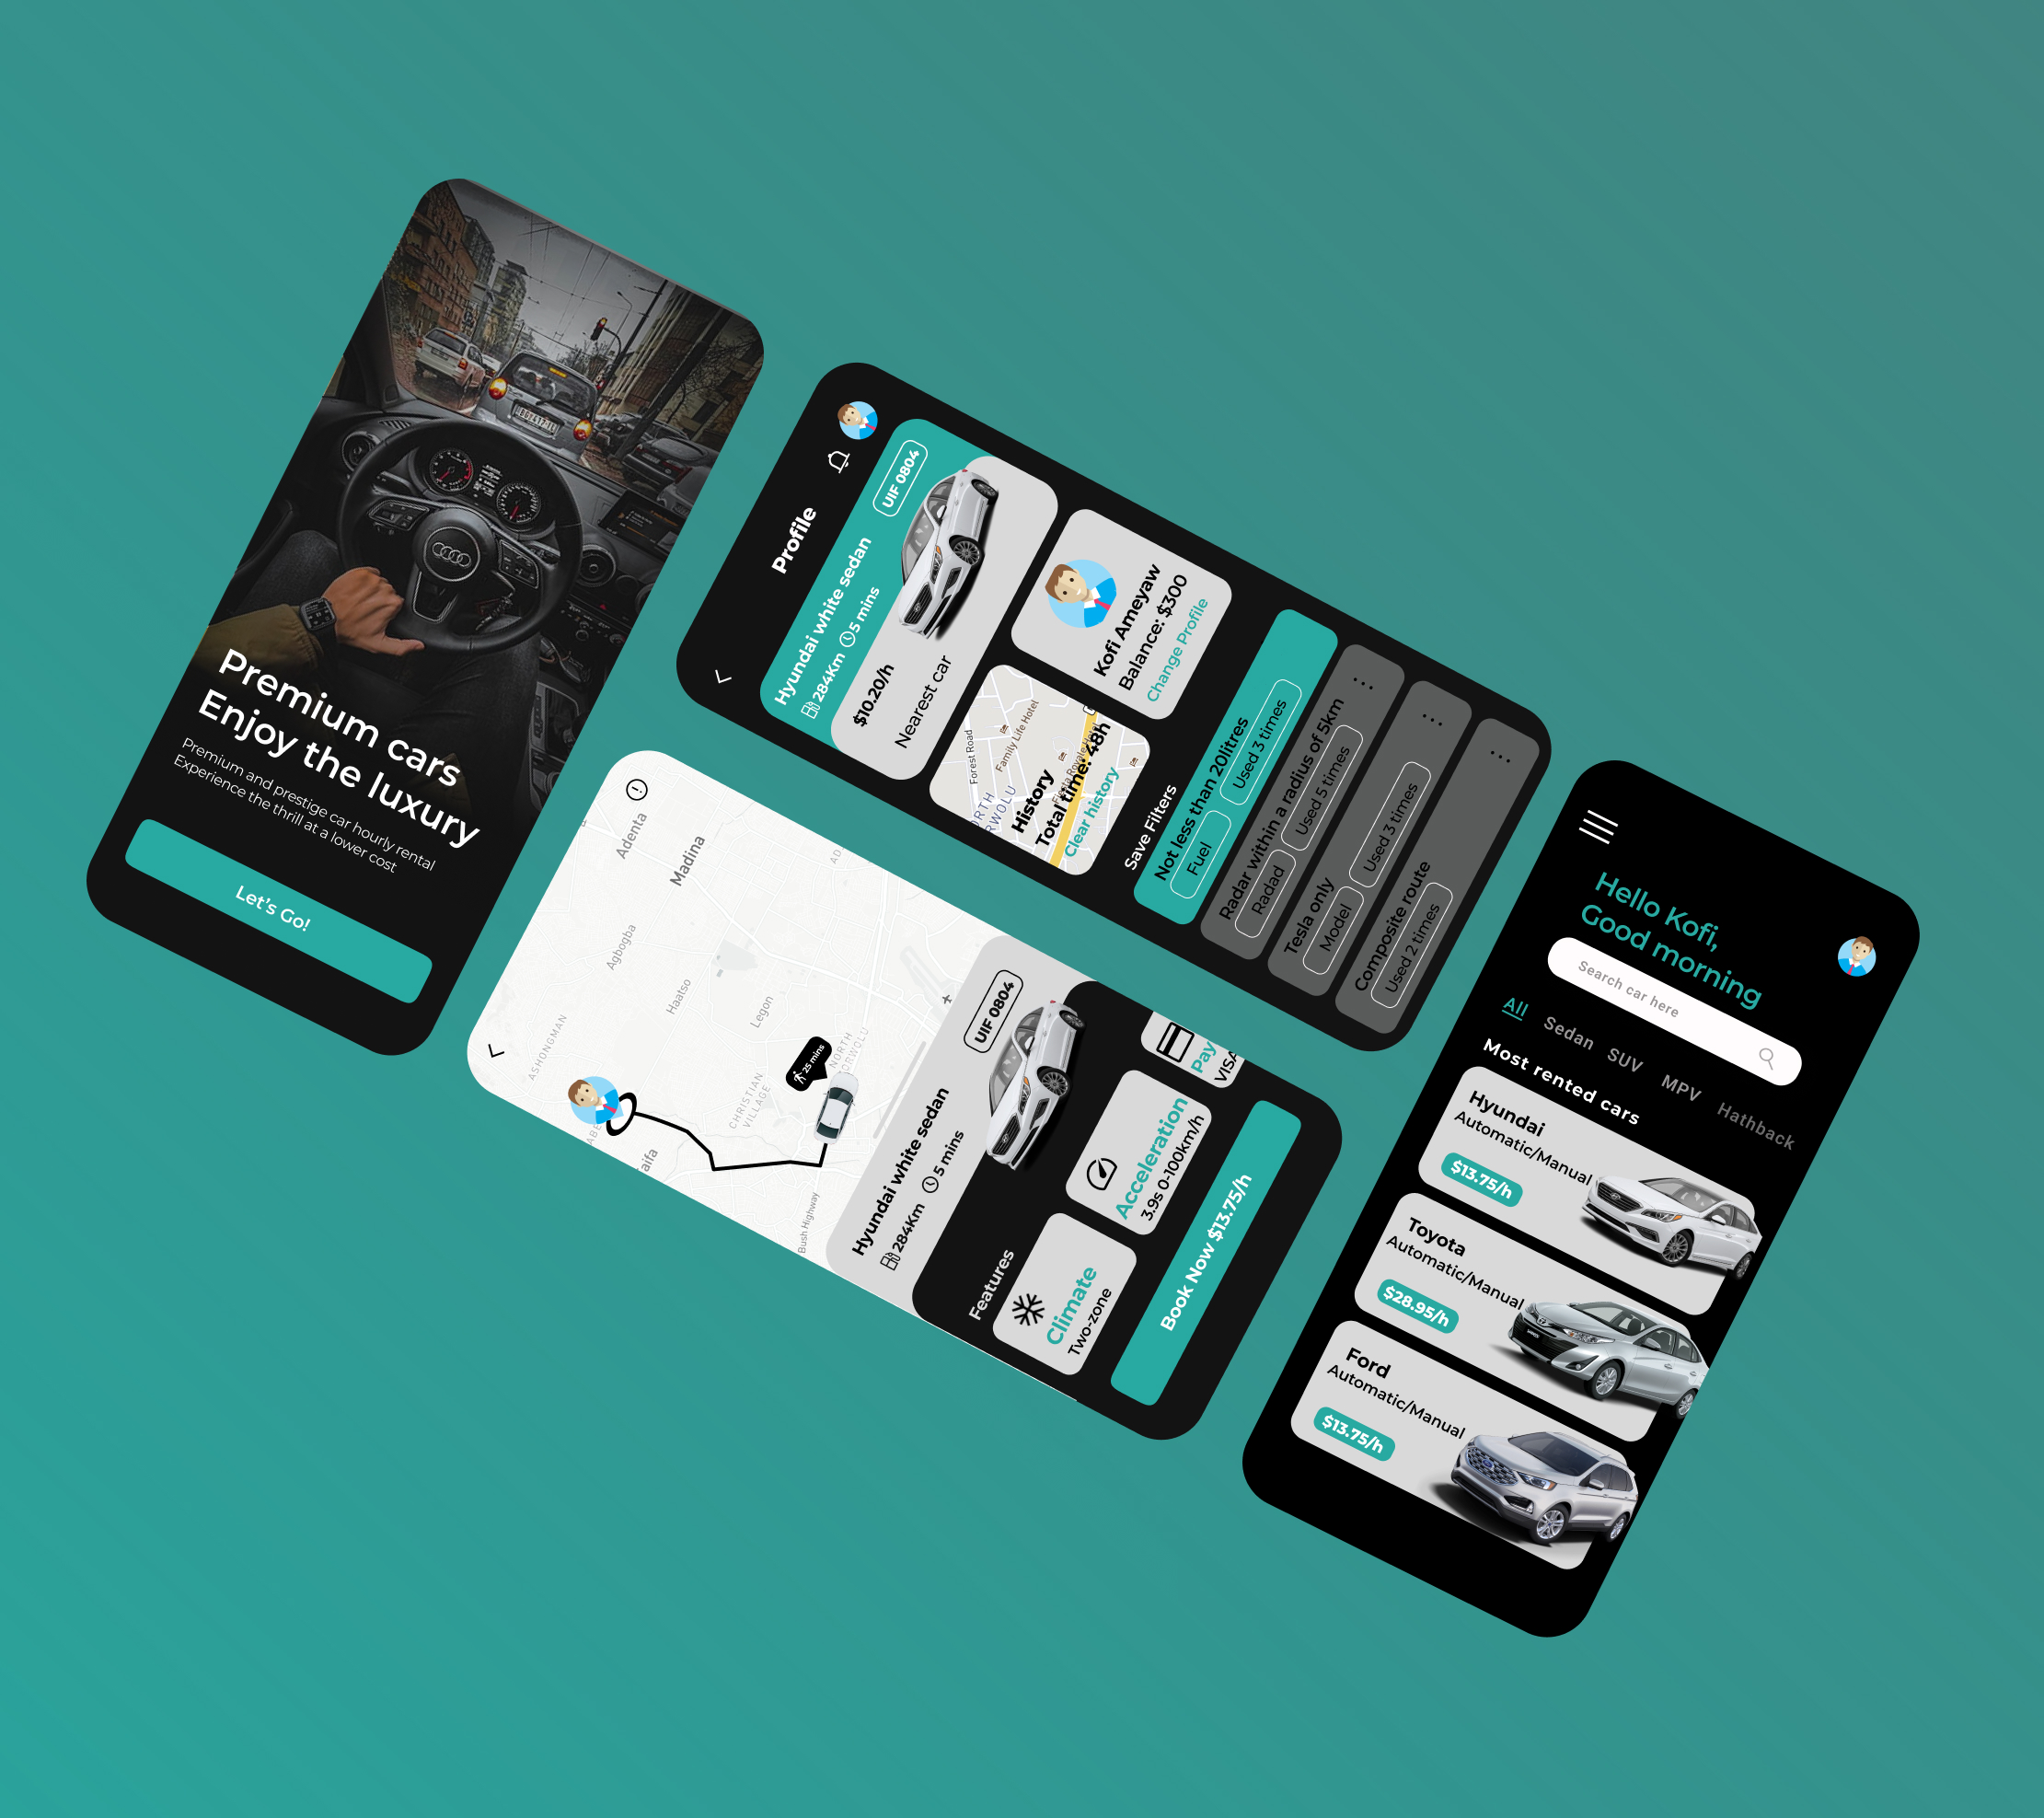 Premium cars
Enjoy the luxury
Premium and prestige car hourly rental
Experience the thrill at a lower cost
Let's Go!
Profile
Hyundai white sedan
UIF 0804
284Km 5 mins
$10.20/h
Nearest car
Forest Road
Family Life Hotel
History
Total time: 48h
Clear history
Kofi Ameyaw
Balance: $300
Change Profile
Save Filters
Not less than 20litres
Fuel
Used 3 times
Radar within a radius of 5km
Radad
Used 5 times
Tesla only
Model
Used 3 times
Composite route
Used 2 times
Adenta
Madina
Agbogba
Haatso
Legon
ASHONGMAN
CHRISTIAN
VILLAGE
NORTH
25 mins
aifa
Bush Highway
Hyundai white sedan
UIF 0804
284Km 5 mins
Features
Climate
Two-zone
Acceleration
3.9s 0-100km/h
Pay
VISA
Book Now $13.75/h
Hello Kofi,
Good morning
Search car here
All Sedan SUV MPV Hathback
Most rented cars
Hyundai
Automatic/Manual
$13.75/h
Toyota
Automatic/Manual
$28.95/h
Ford
Automatic/Manual
$13.75/h